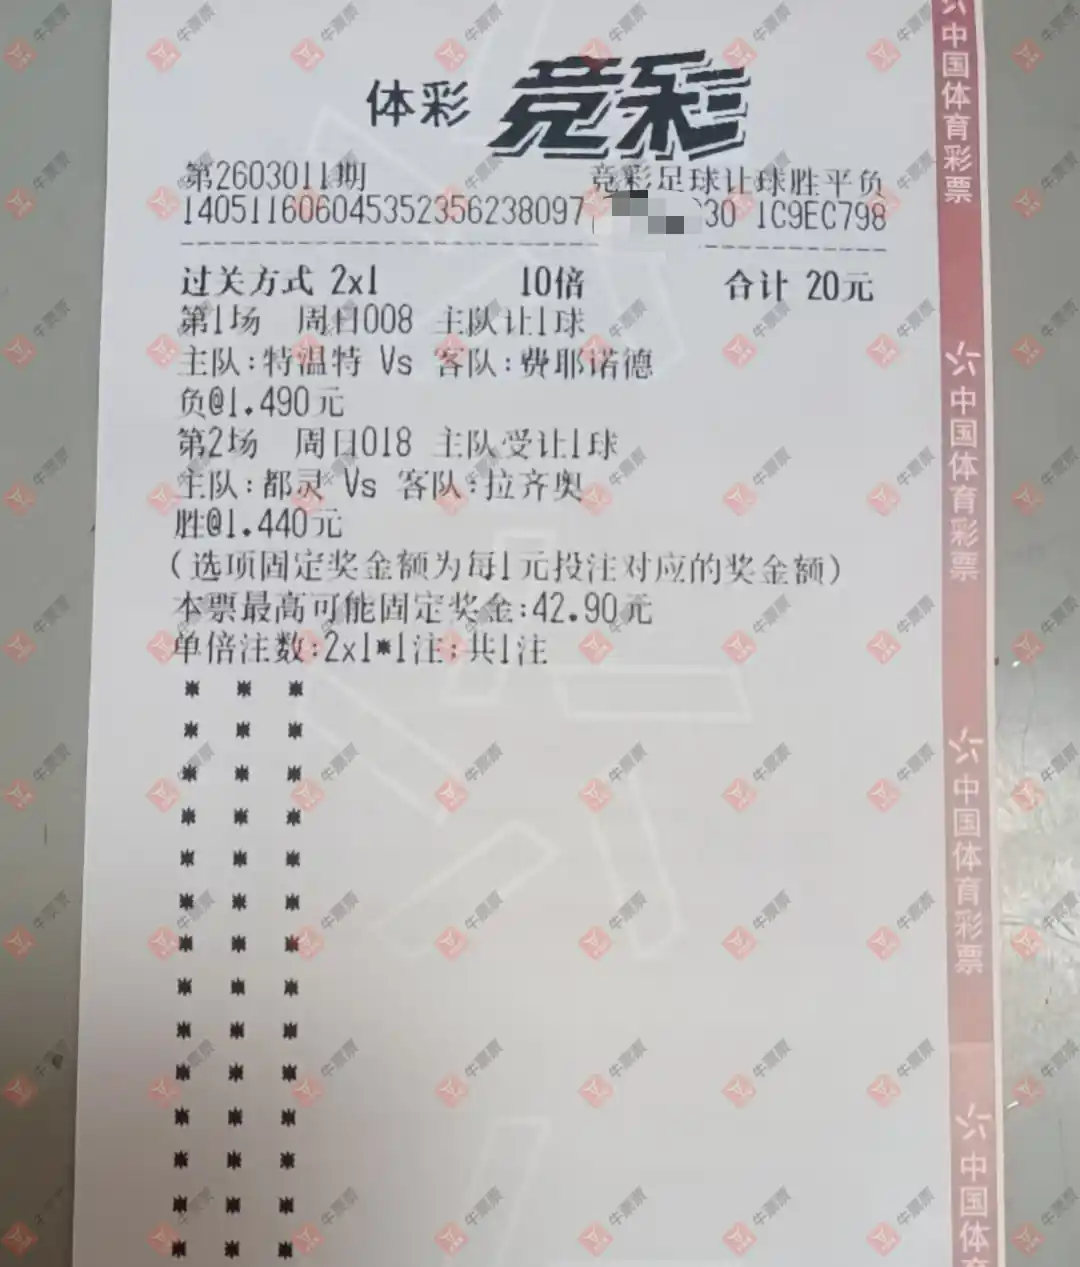 体彩 竞彩
第2603011期 竞彩足球让球胜平负
140511606045352356238097 30 1C9EC798
过关方式 2x1 10倍 合计 20元
第1场 周日008 主队让1球
主队:特温特 Vs 客队:费耶诺德
负@1.490元
第2场 周日018 主队受让1球
主队:都灵 Vs 客队:拉齐奥
胜@1.440元
(选项固定奖金额为每1元投注对应的奖金额)
本票最高可能固定奖金:42.90元
单倍注数:2x1*1注;共1注
中国体育彩票
中国体育彩票
中国体育彩票
中国体育
牛票票